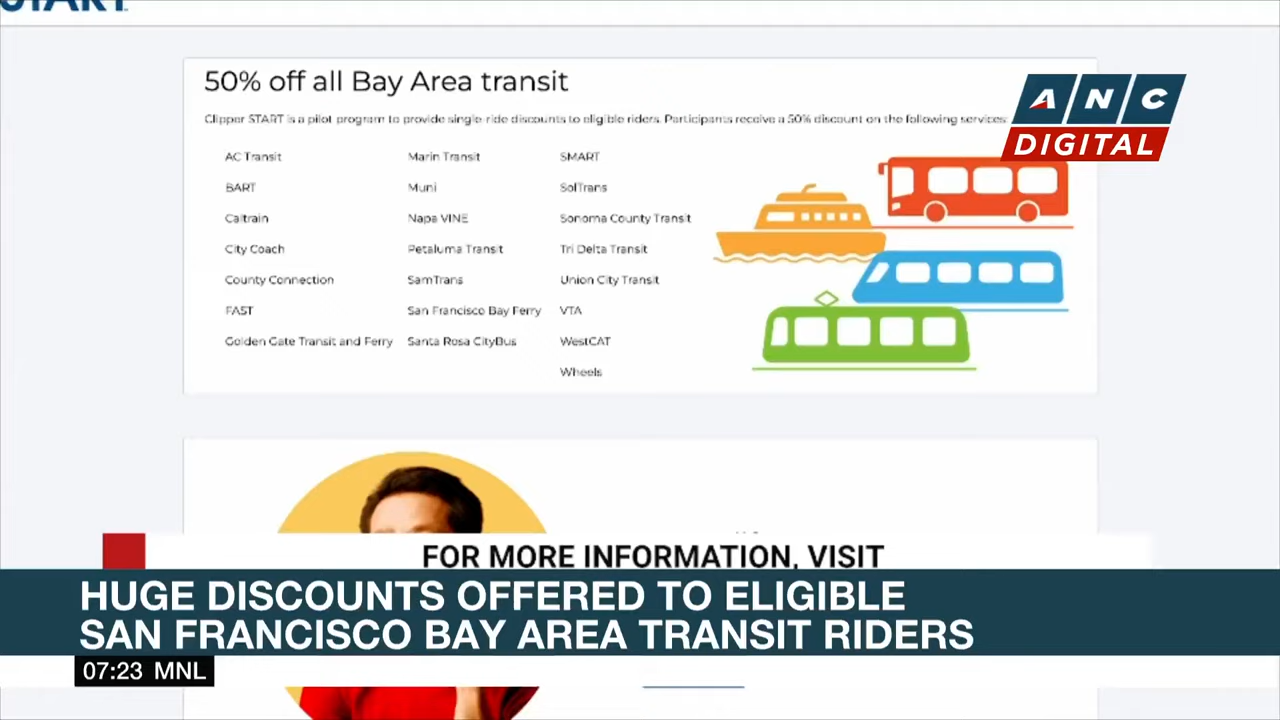 START
50% off all Bay Area transit
Clipper START is a pilot program to provide single-ride discounts to eligible riders. Participants receive a 50% discount on the following services:
AC Transit
BART
Caltrain
City Coach
County Connection
FAST
Golden Gate Transit and Ferry
Marin Transit
Muni
Napa VINE
Petaluma Transit
SamTrans
San Francisco Bay Ferry
Santa Rosa CityBus
SMART
SolTrans
Sonoma County Transit
Tri Delta Transit
Union City Transit
VTA
WestCAT
Wheels
ANC
DIGITAL
FOR MORE INFORMATION, VISIT
HUGE DISCOUNTS OFFERED TO ELIGIBLE
SAN FRANCISCO BAY AREA TRANSIT RIDERS
07:23 MNL